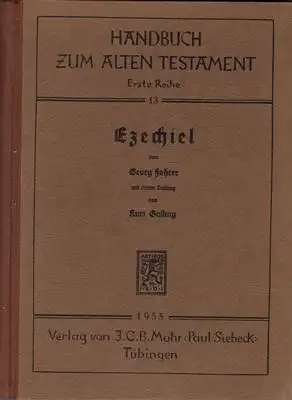 HANDBUCH
ZUM ALTEN TESTAMENT
Erste Reihe
13
Ezechiel
von
Georg Fohrer
mit einem Beitrag
von
Kurt Galling
1955
Verlag von J.C.B. Mohr (Paul Siebeck)
Tübingen